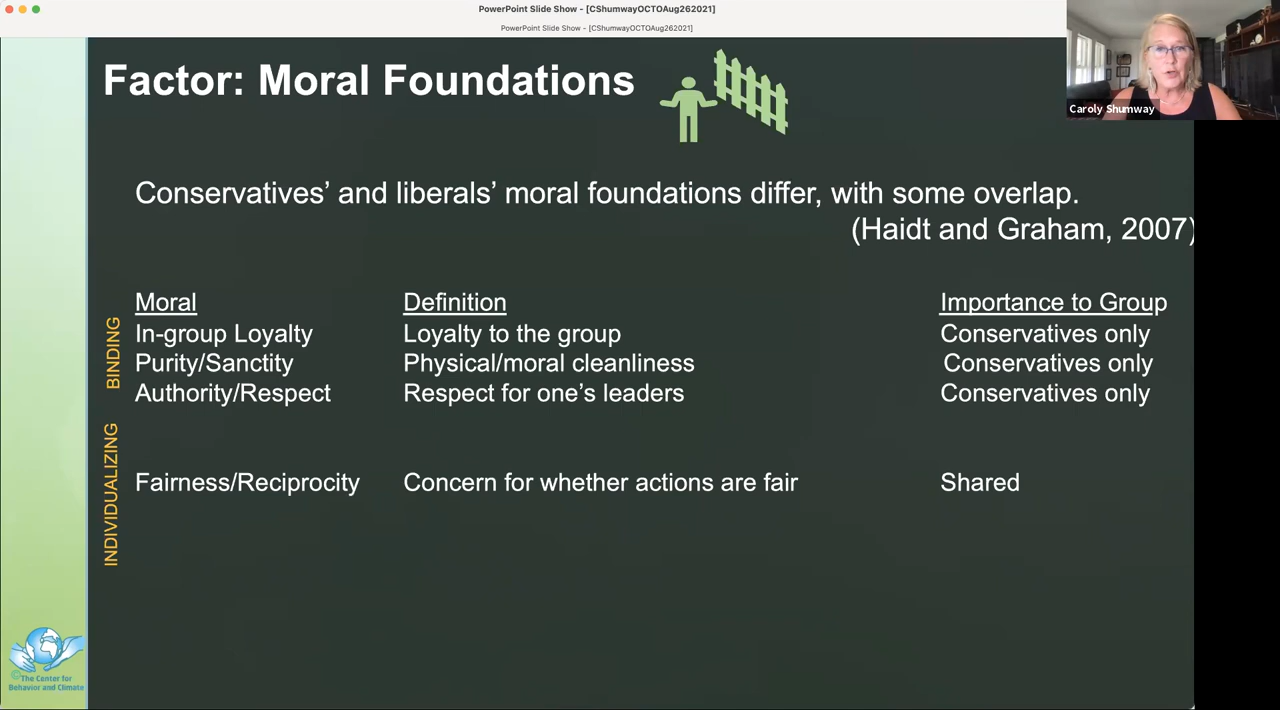 PowerPoint Slide Show - [CShumwayOCTOAug262021]
PowerPoint Slide Show - [CShumwayOCTOAug262021]
Caroly Shumway
Factor: Moral Foundations
Conservatives’ and liberals’ moral foundations differ, with some overlap.
(Haidt and Graham, 2007)
Moral Definition Importance to Group
BINDING
In-group Loyalty Loyalty to the group Conservatives only
Purity/Sanctity Physical/moral cleanliness Conservatives only
Authority/Respect Respect for one’s leaders Conservatives only
INDIVIDUALIZING
Fairness/Reciprocity Concern for whether actions are fair Shared
©The Center for
Behavior and Climate